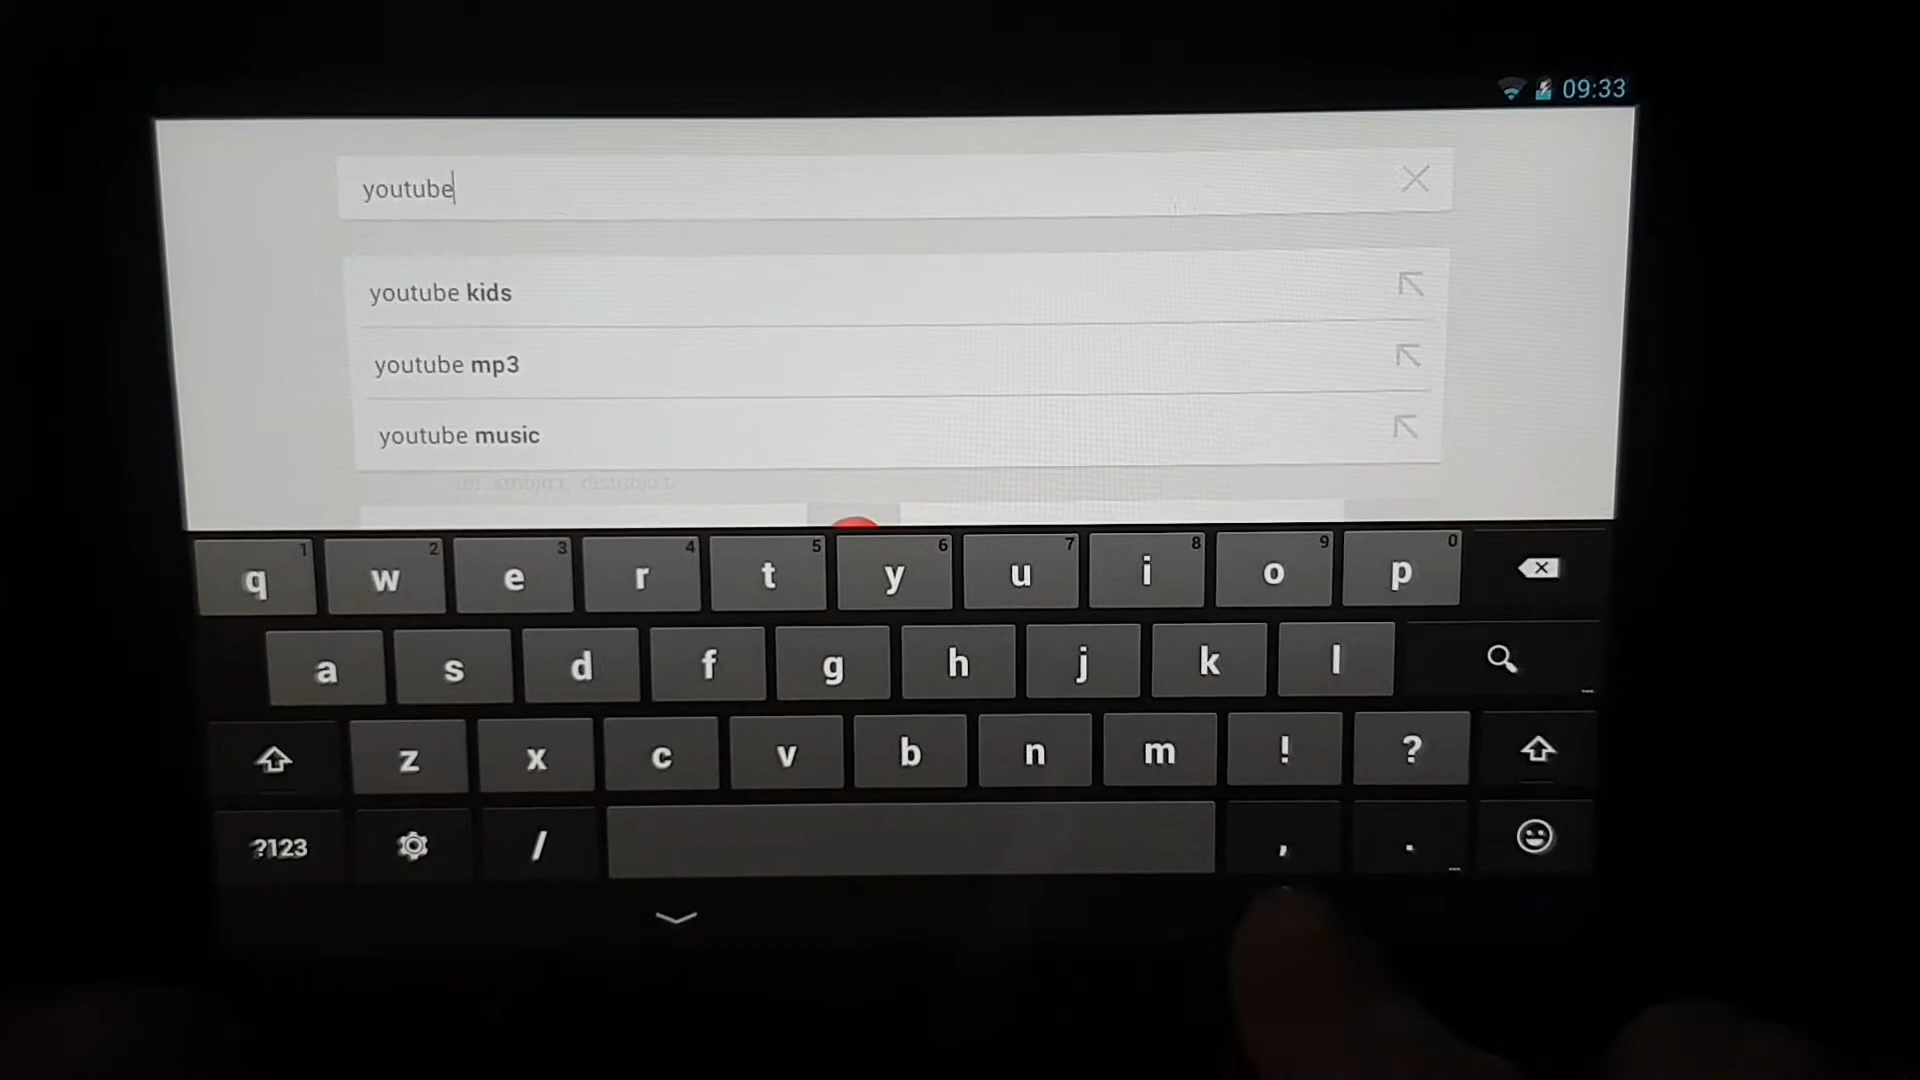 09:33
youtube
youtube kids
youtube mp3
youtube music
q 1 w 2 e 3 r 4 t 5 y 6 u 7 i 8 o 9 p 0
a s d f g h j k l
z x c v b n m ! ?
?123 / , .